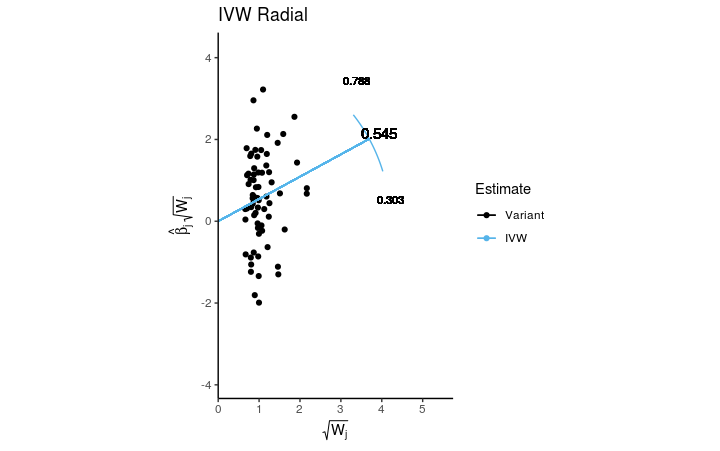 IVW Radial
4
2
0
-2
-4
β̂j√Wj
0.788
0.545
0.303
0 1 2 3 4 5
√Wj
Estimate
Variant
IVW